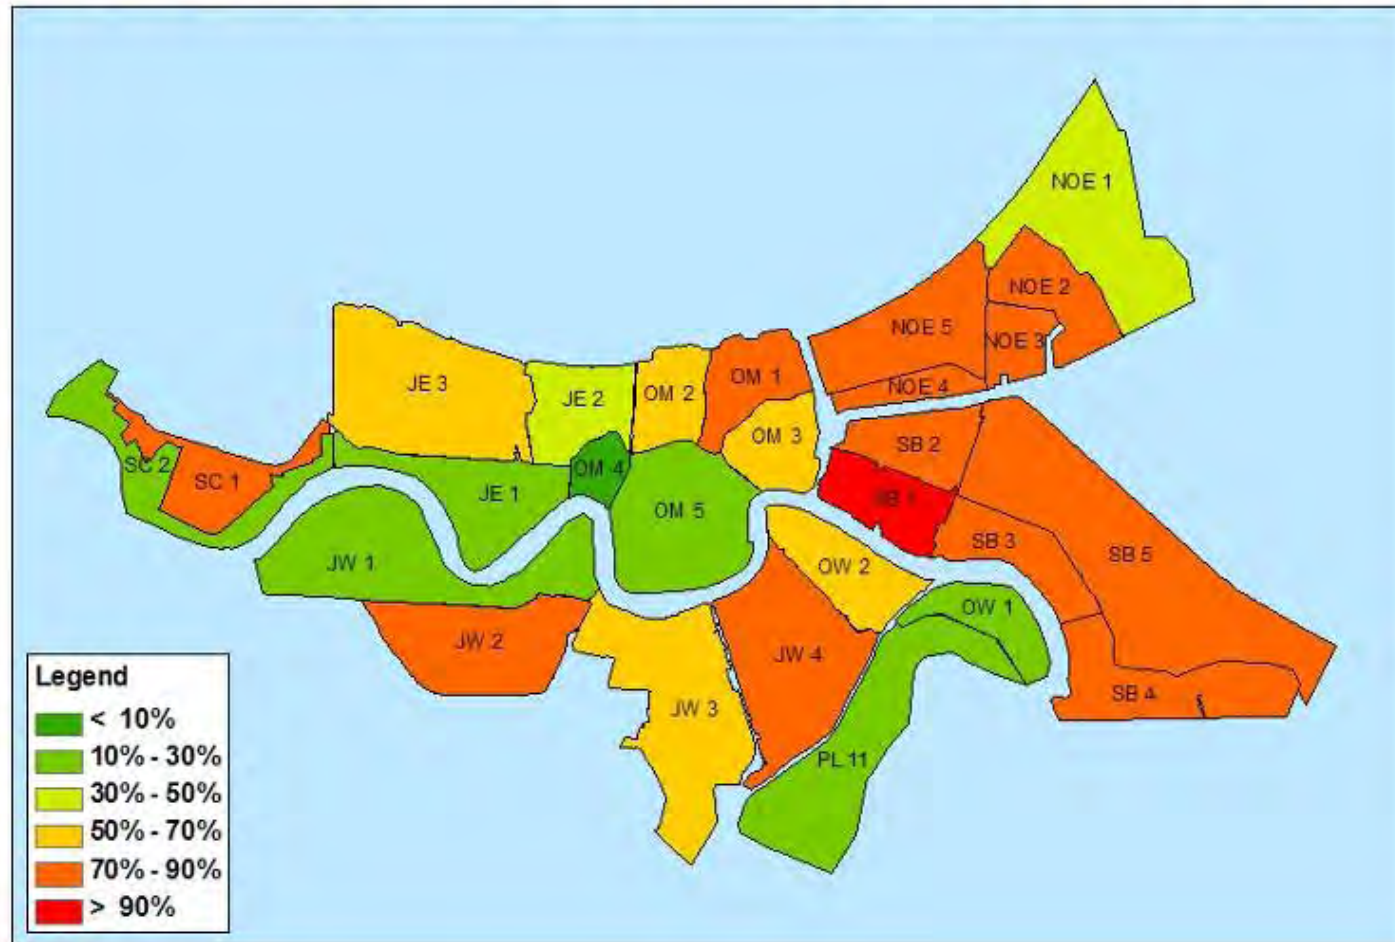 NOE 1
NOE 2
NOE 5
NOE 3
JE 3
JE 2
OM 2
OM 1
NOE 4
OM 3
SB 2
SC 2
SC 1
OM 4
JE 1
SB 1
OM 5
SB 3
SB 5
JW 1
OW 2
OW 1
JW 2
JW 4
SB 4
JW 3
PL 11
Legend
< 10%
10% - 30%
30% - 50%
50% - 70%
70% - 90%
> 90%